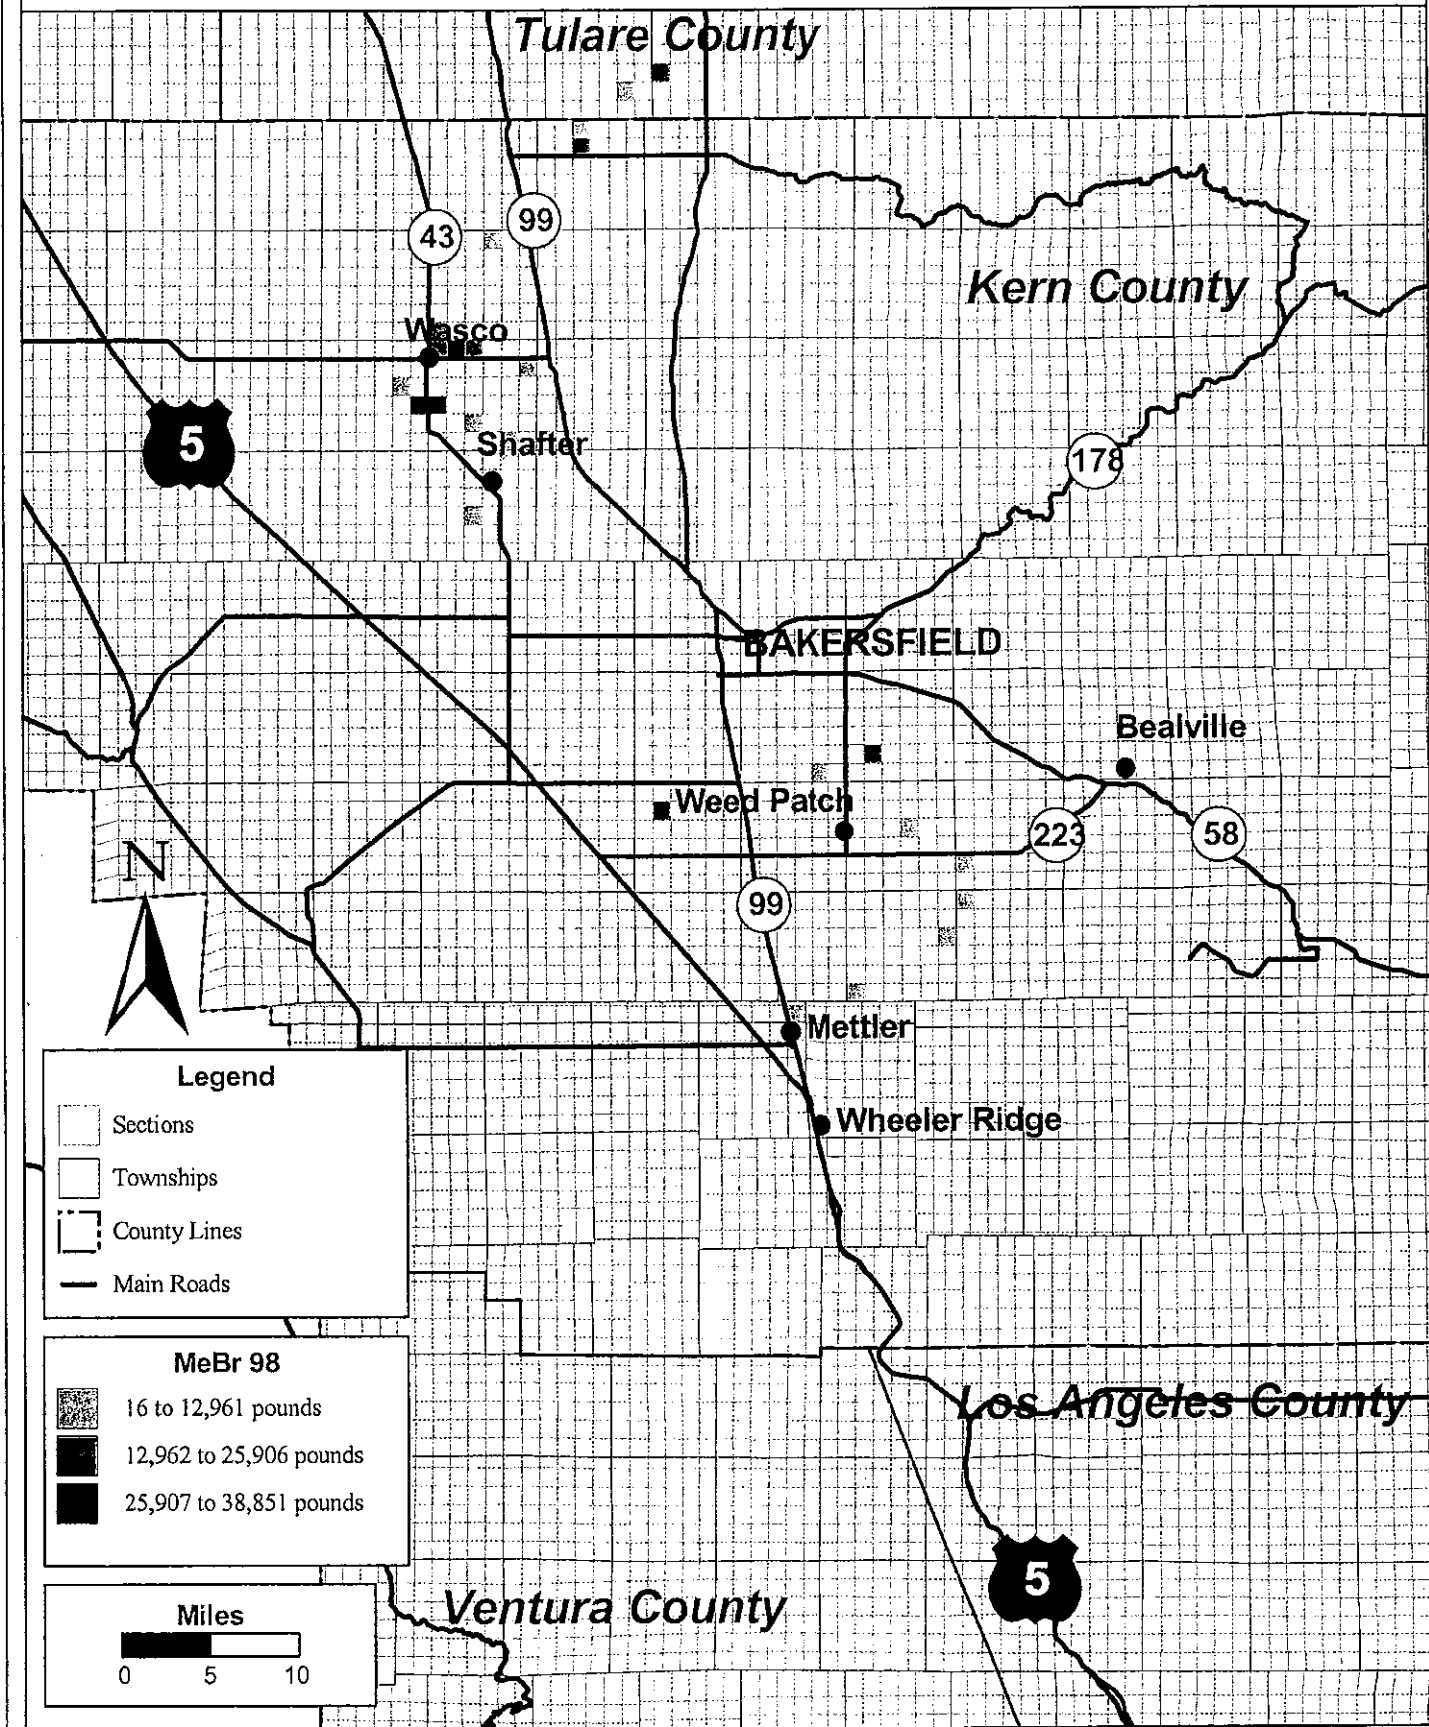 Tulare County
43
99
Kern County
Wasco
5
Shafter
178
BAKERSFIELD
Bealville
Weed Patch
223
58
N
99
Mettler
Wheeler Ridge
Legend
Sections
Townships
County Lines
Main Roads
MeBr 98
16 to 12,961 pounds
12,962 to 25,906 pounds
25,907 to 38,851 pounds
Los Angeles County
5
Ventura County
Miles
0 5 10